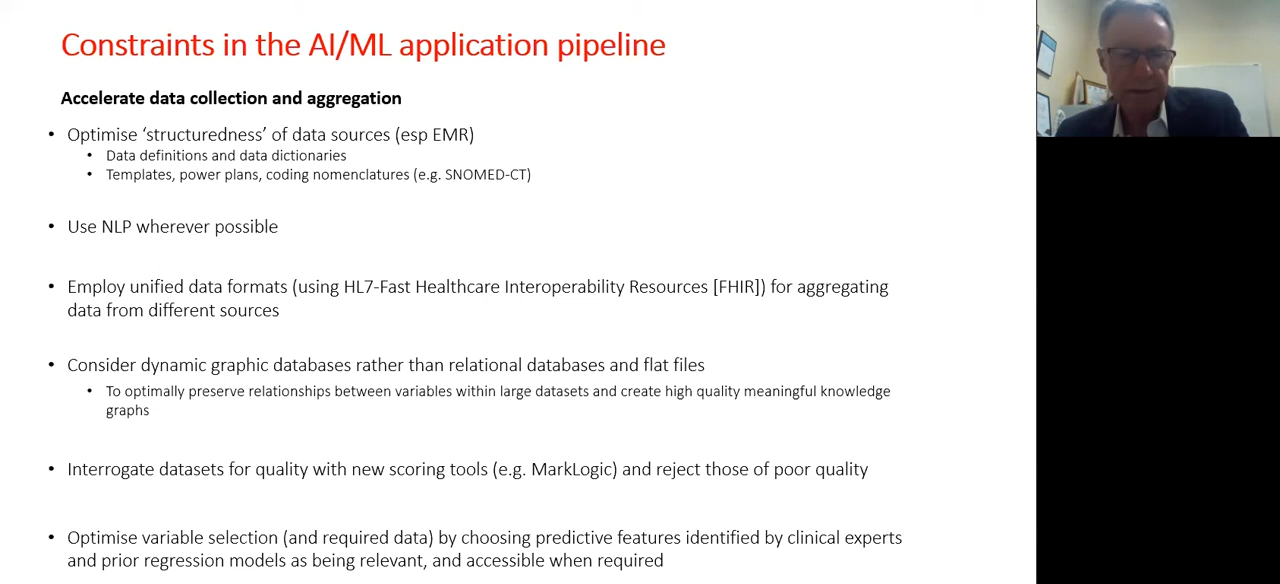 Constraints in the AI/ML application pipeline
Accelerate data collection and aggregation
• Optimise ‘structuredness’ of data sources (esp EMR)
• Data definitions and data dictionaries
• Templates, power plans, coding nomenclatures (e.g. SNOMED-CT)
• Use NLP wherever possible
• Employ unified data formats (using HL7-Fast Healthcare Interoperability Resources [FHIR]) for aggregating
data from different sources
• Consider dynamic graphic databases rather than relational databases and flat files
• To optimally preserve relationships between variables within large datasets and create high quality meaningful knowledge
graphs
• Interrogate datasets for quality with new scoring tools (e.g. MarkLogic) and reject those of poor quality
• Optimise variable selection (and required data) by choosing predictive features identified by clinical experts
and prior regression models as being relevant, and accessible when required